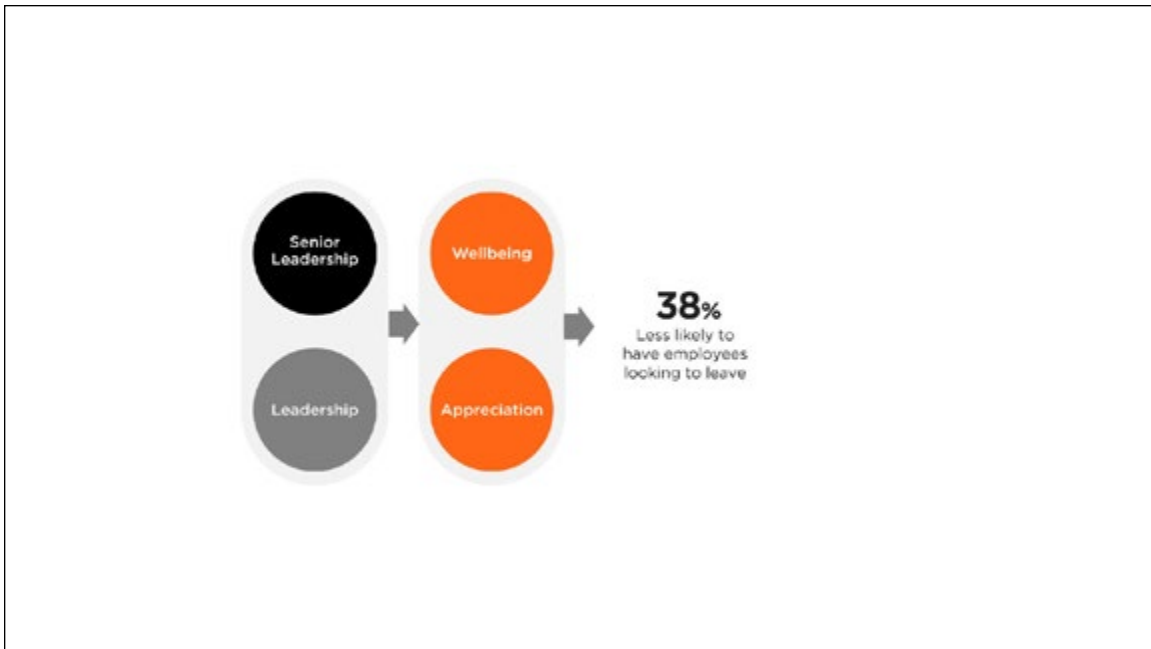 Senior
Leadership
Leadership
Wellbeing
Appreciation
38%
Less likely to
have employees
looking to leave